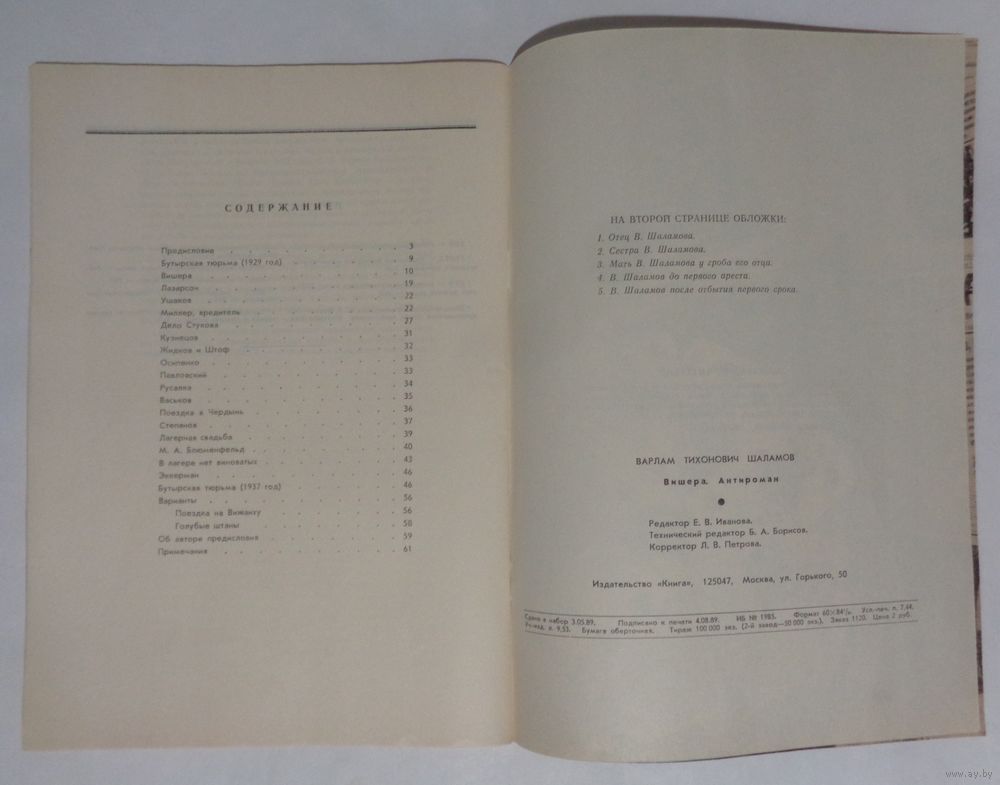 СОДЕРЖАНИЕ
Предисловие . . . . . . . . . . 3
Бутырская тюрьма (1929 год) . . . . . . . 9
Вишера . . . . . . . . . . 10
Лазарсон . . . . . . . . . . 19
Ушаков . . . . . . . . . . 22
Миллер, вредитель . . . . . . . . 22
Дело Стукова . . . . . . . . . 27
Кузнецов . . . . . . . . . . 31
Жидков и Штоф . . . . . . . . 32
Осипенко . . . . . . . . . . 33
Павловский . . . . . . . . . 33
Русалка . . . . . . . . . . 34
Васьков . . . . . . . . . . 35
Поездка в Чердынь . . . . . . . . 36
Степанов . . . . . . . . . . 37
Лагерная свадьба . . . . . . . . 39
М. А. Блюменфельд . . . . . . . . 40
В лагере нет виноватых . . . . . . . 43
Эккерман . . . . . . . . . . 46
Бутырская тюрьма (1937 год) . . . . . . 46
Варианты . . . . . . . . . . 56
Поездка на Вижаиху . . . . . . . 56
Голубые штаны . . . . . . . . 58
Об авторе предисловия . . . . . . . 59
Примечания . . . . . . . . . 61
НА ВТОРОЙ СТРАНИЦЕ ОБЛОЖКИ:
1. Отец В. Шаламова.
2. Сестра В. Шаламова.
3. Мать В. Шаламова у гроба его отца.
4. В. Шаламов до первого ареста.
5. В. Шаламов после отбытия первого срока.
ВАРЛАМ ТИХОНОВИЧ ШАЛАМОВ
Вишера. Антироман
Редактор Е. В. Иванова.
Технический редактор Б. А. Борисов.
Корректор Л. В. Петрова.
Издательство «Книга», 125047, Москва, ул. Горького, 50
Сдано в набор 3.05.89. Подписано к печати 4.08.89. ИБ № 1985. Формат 60×84¹/₈. Усл.-печ. л. 7,44.
Уч.-изд. л. 9,53. Бумага оберточная. Тираж 100 000 экз. (2-й завод—50 000 экз.). Заказ 1120. Цена 2 руб.
www.ay.by